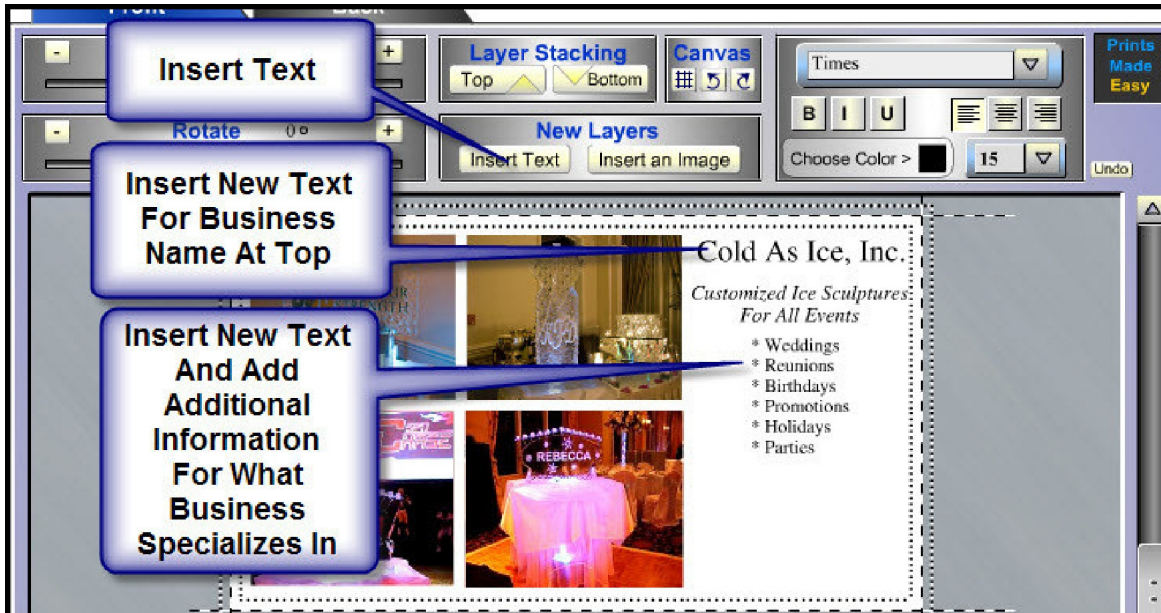 Front Back
- +
Layer Stacking
Top Bottom
Canvas
Times
Prints
Made
Easy
- Rotate 0° +
New Layers
Insert Text Insert an Image
B I U
Choose Color > 15
Undo
Insert Text
Insert New Text
For Business
Name At Top
Insert New Text
And Add
Additional
Information
For What
Business
Specializes In
Cold As Ice, Inc.
Customized Ice Sculptures
For All Events
* Weddings
* Reunions
* Birthdays
* Promotions
* Holidays
* Parties
STRENGTH
REBECCA